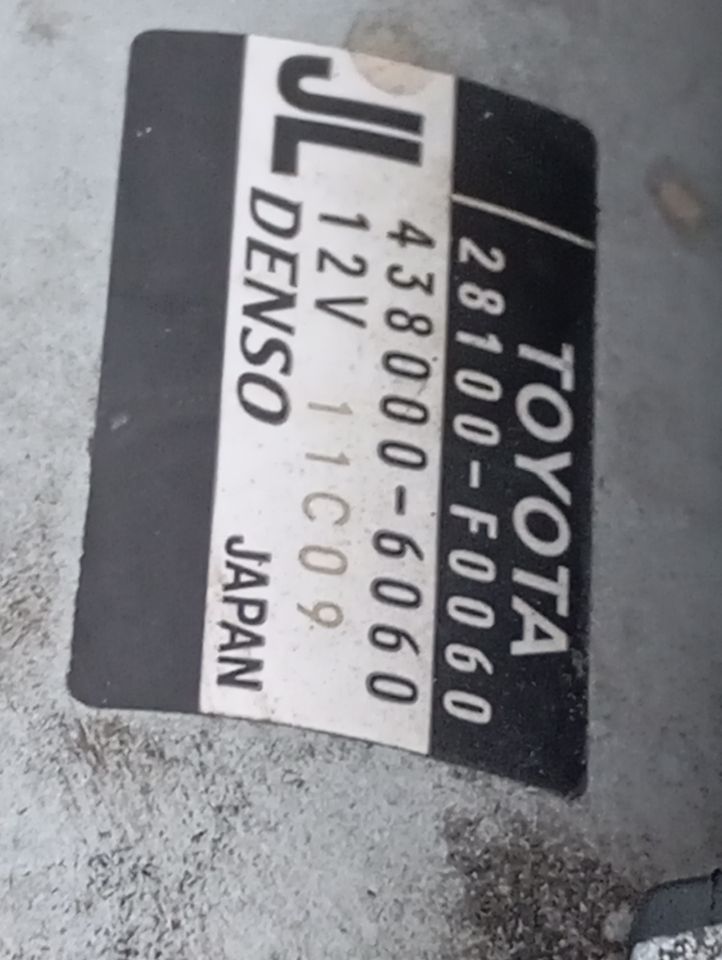 TOYOTA
28100-F0060
JL 438000-6060
12V 11C09
DENSO JAPAN